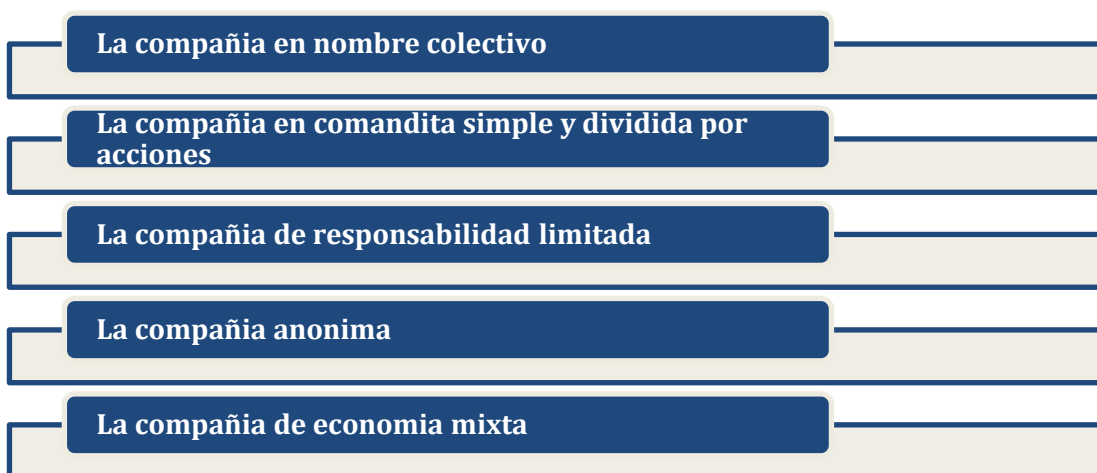 La compañia en nombre colectivo
La compañia en comandita simple y dividida por
acciones
La compañia de responsabilidad limitada
La compañia anonima
La compañia de economia mixta